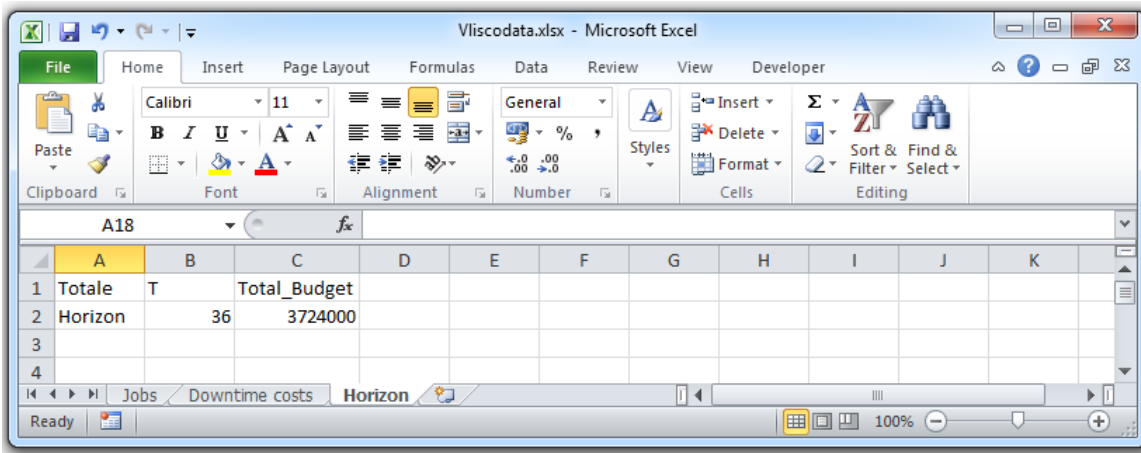 Vliscodata.xlsx - Microsoft Excel
File Home Insert Page Layout Formulas Data Review View Developer
Calibri 11 General Insert Σ
Paste B I U A A % , Styles Delete Sort & Find &
A .00 .0 Format Filter Select
Clipboard Font Alignment Number Cells Editing
A18 fx
A B C D E F G H I J K
1 Totale T Total_Budget
2 Horizon 36 3724000
3
4
Jobs Downtime costs Horizon
Ready 100%